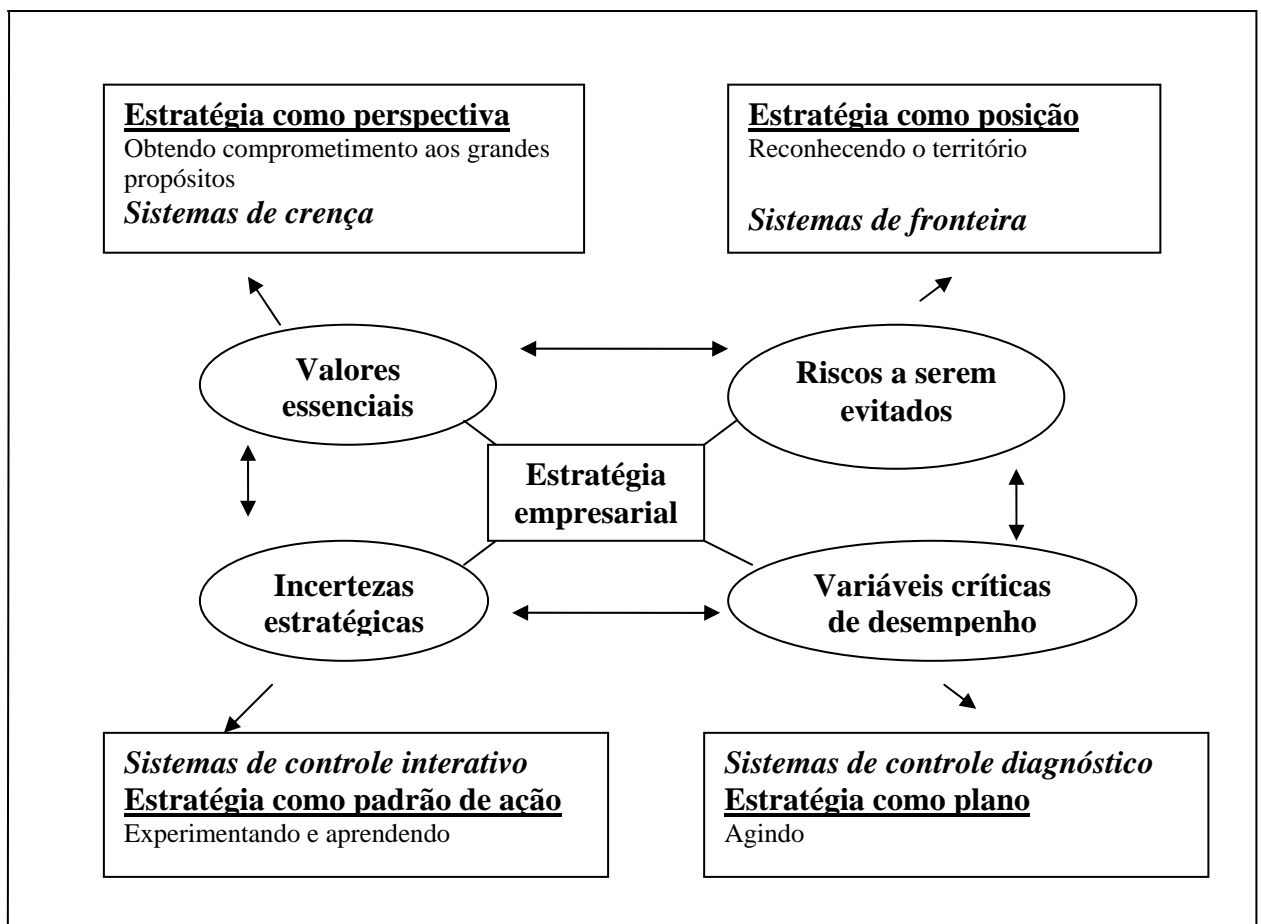 Estratégia como perspectiva
Obtendo comprometimento aos grandes
propósitos
Sistemas de crença
Estratégia como posição
Reconhecendo o território
Sistemas de fronteira
Valores
essenciais
Riscos a serem
evitados
Estratégia
empresarial
Incertezas
estratégicas
Variáveis críticas
de desempenho
Sistemas de controle interativo
Estratégia como padrão de ação
Experimentando e aprendendo
Sistemas de controle diagnóstico
Estratégia como plano
Agindo